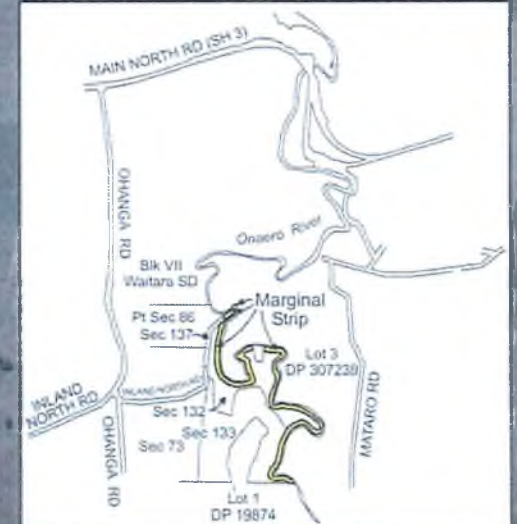 MAIN NORTH RD (SH 3)
OHANGA RD
Onaero River
Blk VII
Waitara SD
Pt Sec 86
Sec 137
Marginal
Strip
Lot 3
DP 307239
INLAND
NORTH RD
INLAND NORTH RD
Sec 132
Sec 133
Sec 73
OHANGA RD
MATARO RD
Lot 1
DP 19874